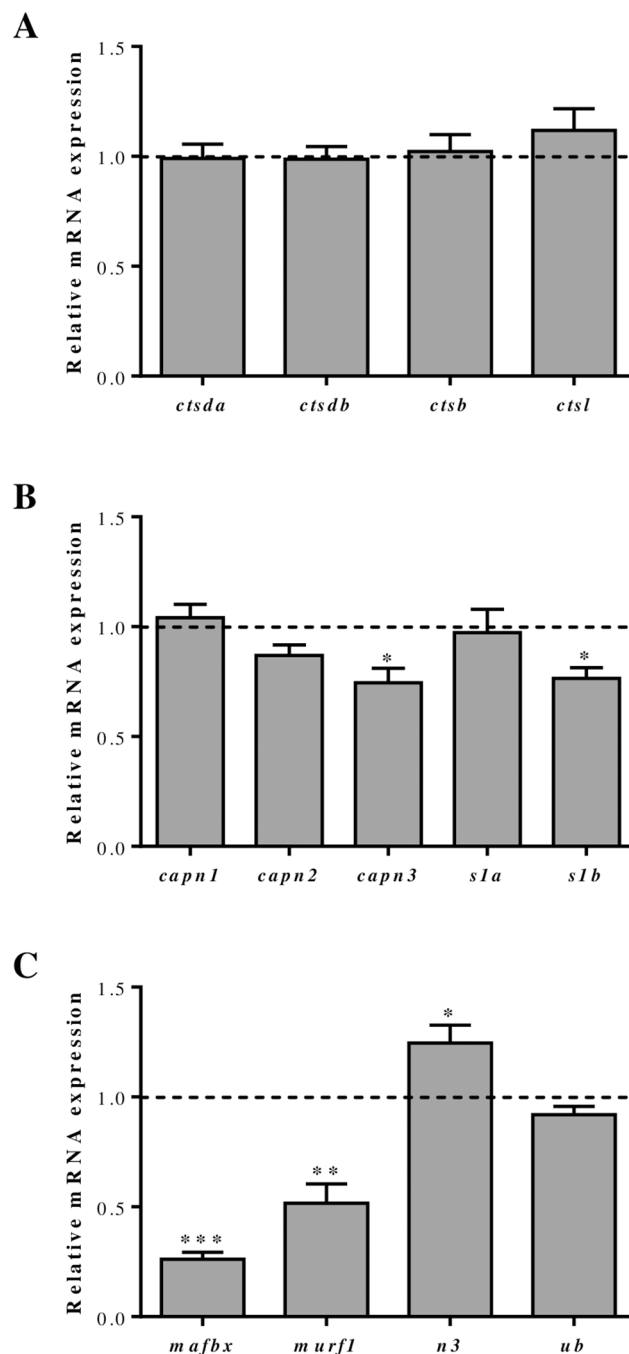 A
Relative mRNA expression
1.5
1.0
0.5
0.0
ctsda ctsdb ctsb ctsl
B
Relative mRNA expression
1.5
1.0
0.5
0.0
* *
capn1 capn2 capn3 s1a s1b
C
Relative mRNA expression
1.5
1.0
0.5
0.0
*
**
***
mafbx murf1 n3 ub